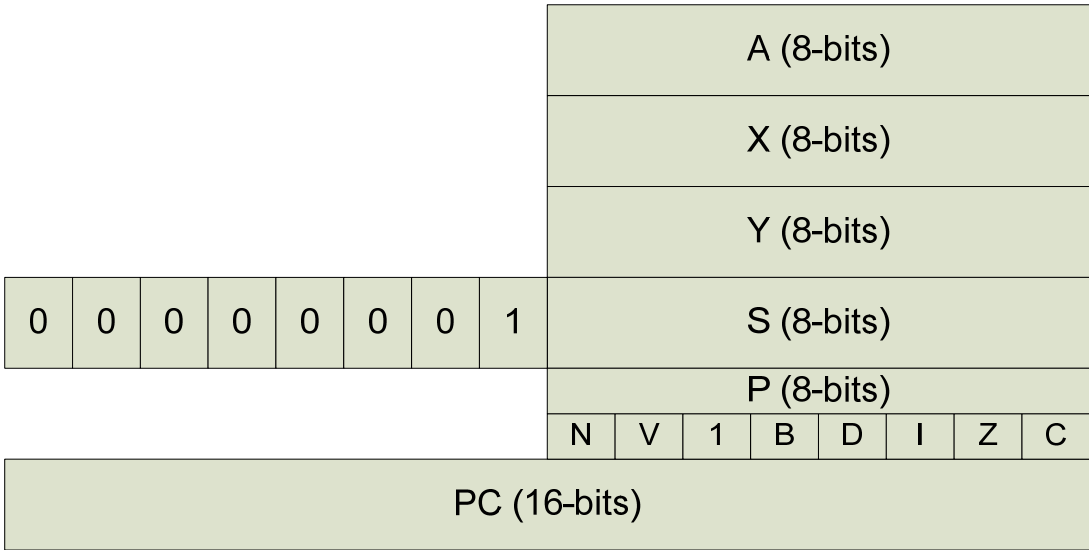 A (8-bits)
X (8-bits)
Y (8-bits)
0 0 0 0 0 0 0 1 S (8-bits)
P (8-bits)
N V 1 B D I Z C
PC (16-bits)